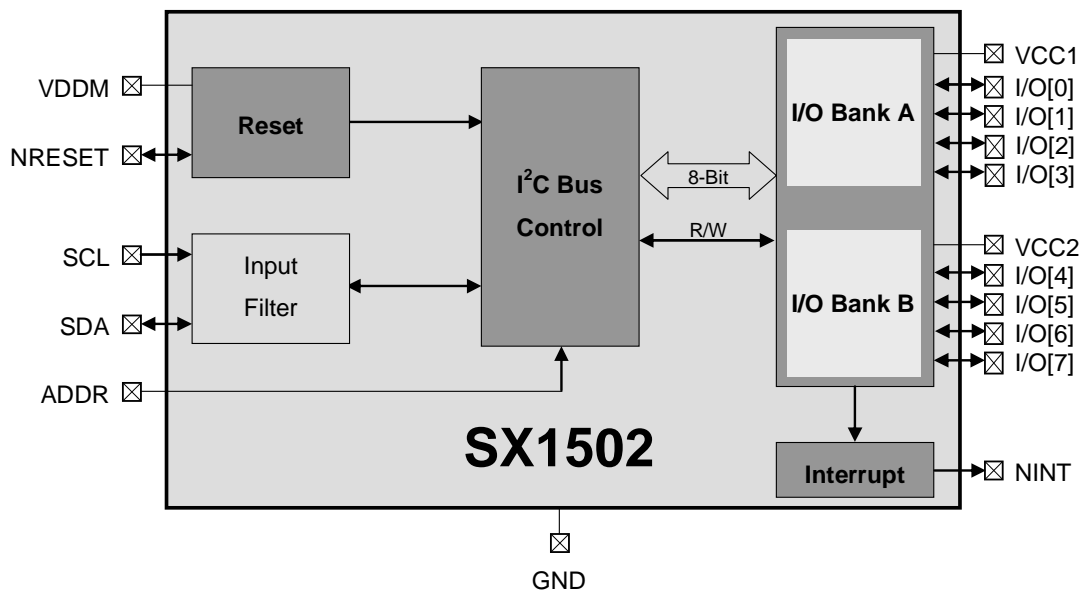 VDDM
NRESET
SCL
SDA
ADDR
Reset
Input
Filter
I²C Bus
Control
8-Bit
R/W
I/O Bank A
I/O Bank B
VCC1
I/O[0]
I/O[1]
I/O[2]
I/O[3]
VCC2
I/O[4]
I/O[5]
I/O[6]
I/O[7]
SX1502
Interrupt
NINT
GND